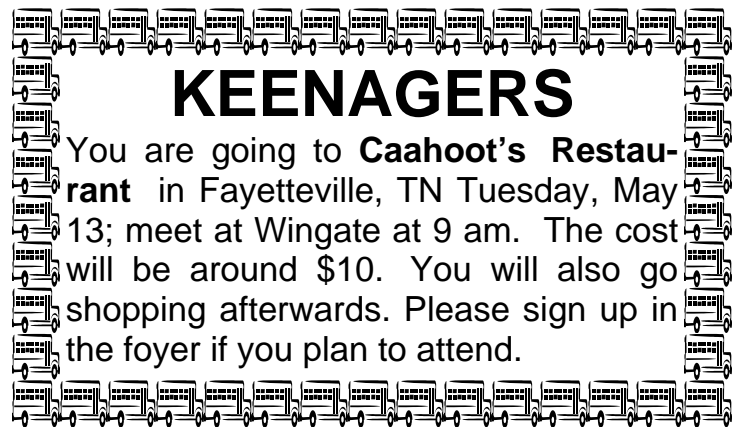 KEENAGERS
You are going to Caahoot’s Restau-
rant in Fayetteville, TN Tuesday, May
13; meet at Wingate at 9 am. The cost
will be around $10. You will also go
shopping afterwards. Please sign up in
the foyer if you plan to attend.